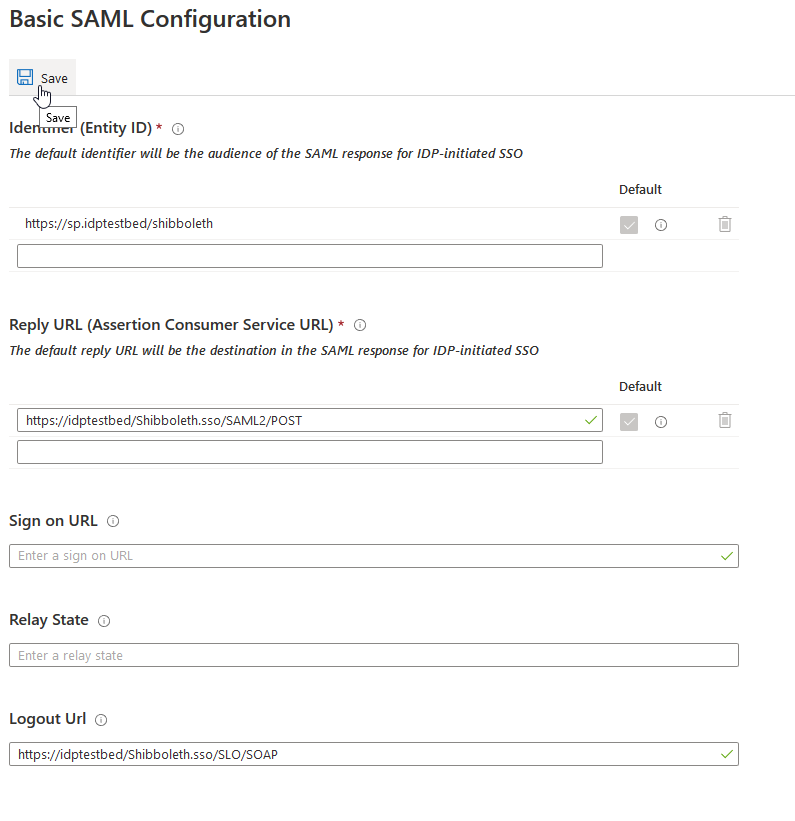 Basic SAML Configuration
Save
Save
Identifier (Entity ID) *
The default identifier will be the audience of the SAML response for IDP-initiated SSO
Default
https://sp.idptestbed/shibboleth
Reply URL (Assertion Consumer Service URL) *
The default reply URL will be the destination in the SAML response for IDP-initiated SSO
Default
https://idptestbed/Shibboleth.sso/SAML2/POST
Sign on URL
Enter a sign on URL
Relay State
Enter a relay state
Logout Url
https://idptestbed/Shibboleth.sso/SLO/SOAP